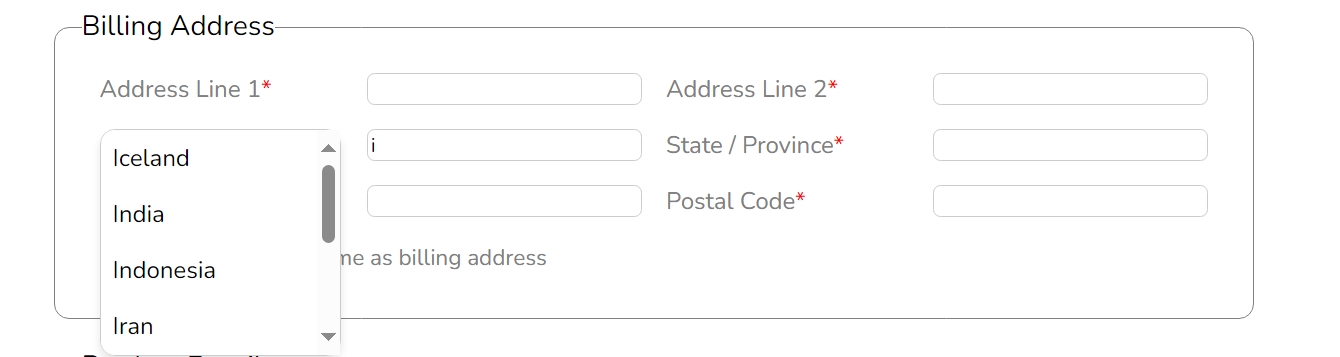 Billing Address
Address Line 1* Address Line 2*
i State / Province*
Postal Code*
Iceland
India
Indonesia
Iran
me as billing address